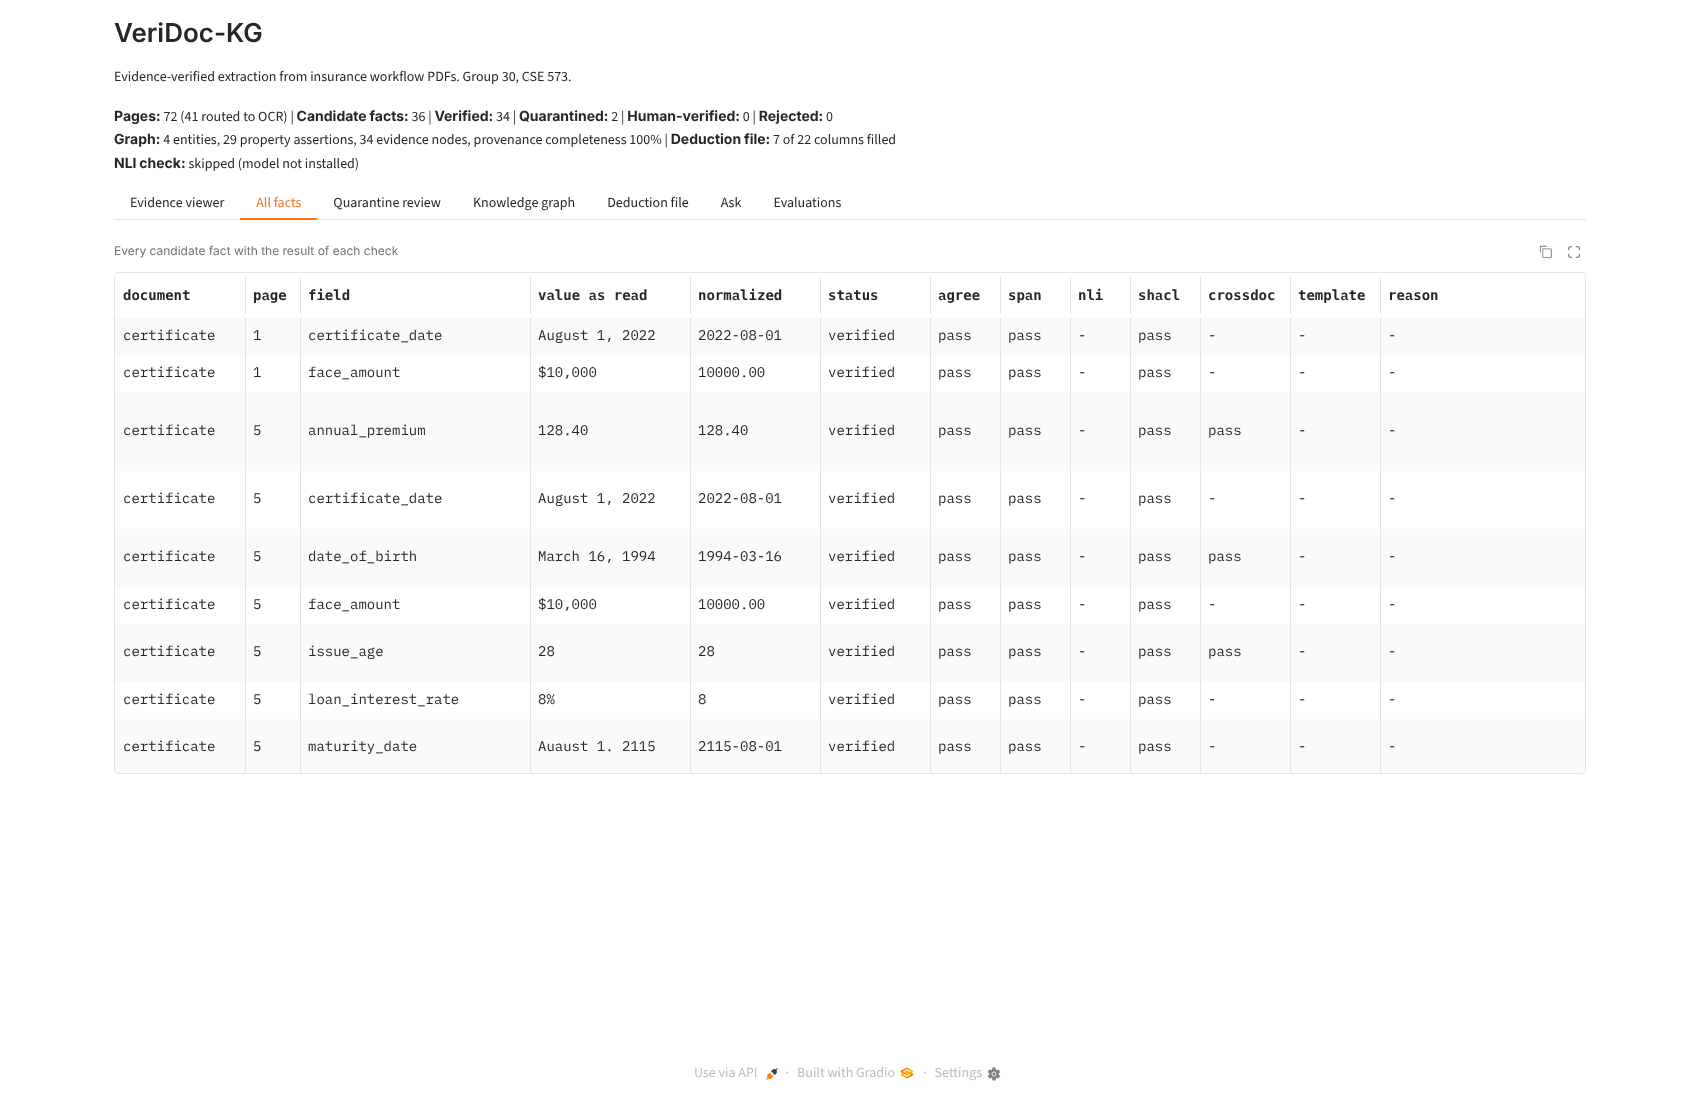 VeriDoc-KG
Evidence-verified extraction from insurance workflow PDFs. Group 30, CSE 573.
Pages: 72 (41 routed to OCR) | Candidate facts: 36 | Verified: 34 | Quarantined: 2 | Human-verified: 0 | Rejected: 0
Graph: 4 entities, 29 property assertions, 34 evidence nodes, provenance completeness 100% | Deduction file: 7 of 22 columns filled
NLI check: skipped (model not installed)
Evidence viewer All facts Quarantine review Knowledge graph Deduction file Ask Evaluations
Every candidate fact with the result of each check
document page field value as read normalized status agree span nli shacl crossdoc template reason
certificate 1 certificate_date August 1, 2022 2022-08-01 verified pass pass - pass - - -
certificate 1 face_amount $10,000 10000.00 verified pass pass - pass - - -
certificate 5 annual_premium 128.40 128.40 verified pass pass - pass pass - -
certificate 5 certificate_date August 1, 2022 2022-08-01 verified pass pass - pass - - -
certificate 5 date_of_birth March 16, 1994 1994-03-16 verified pass pass - pass pass - -
certificate 5 face_amount $10,000 10000.00 verified pass pass - pass - - -
certificate 5 issue_age 28 28 verified pass pass - pass pass - -
certificate 5 loan_interest_rate 8% 8 verified pass pass - pass - - -
certificate 5 maturity_date Auaust 1. 2115 2115-08-01 verified pass pass - pass - - -
Use via API · Built with Gradio · Settings